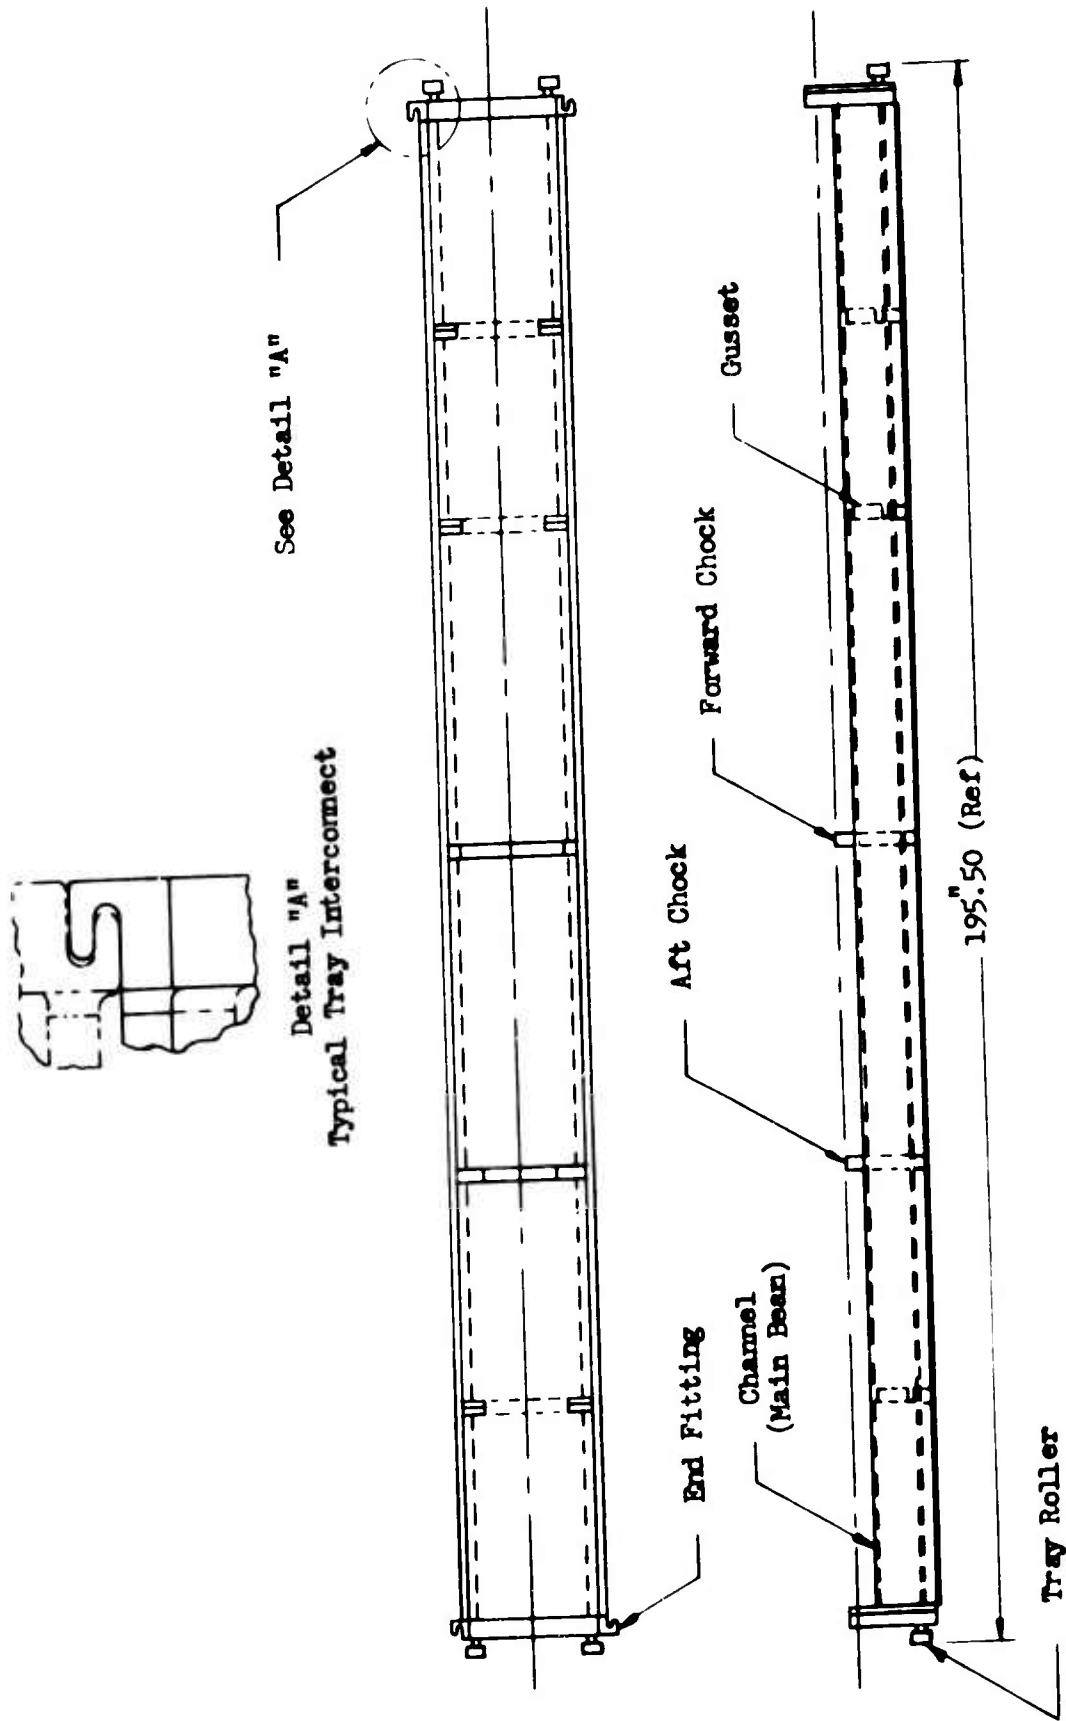 Detail "A"
Typical Tray Interconnect
See Detail "A"
End Fitting
Channel
(Main Beam)
Aft Chock
Forward Chock
Gusset
195".50 (Ref)
Tray Roller